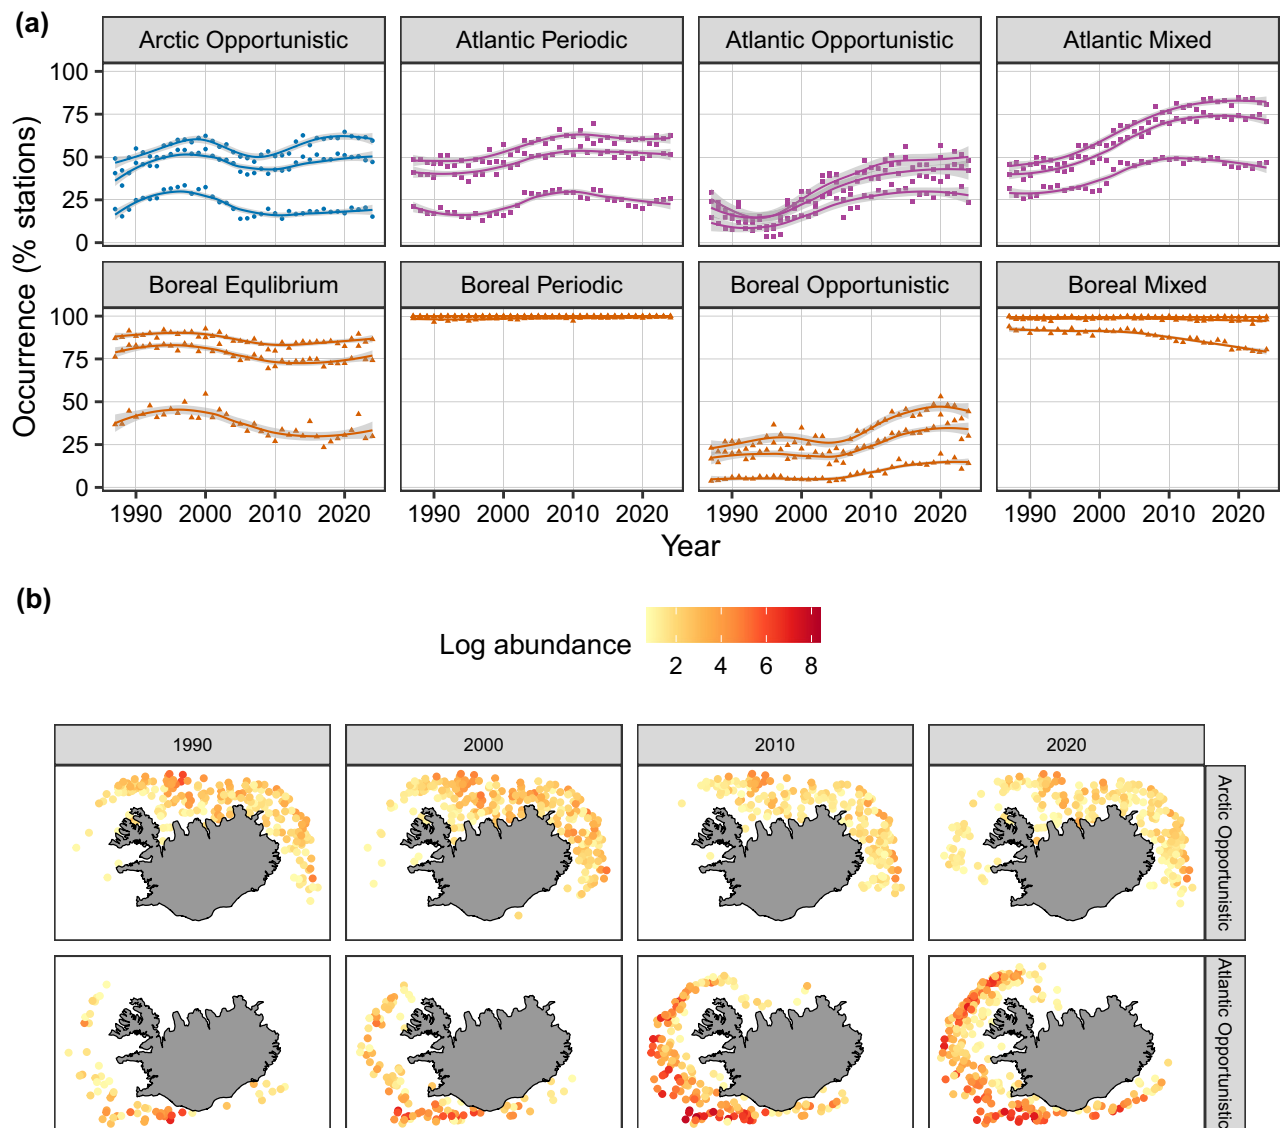 (a)
Arctic Opportunistic Atlantic Periodic Atlantic Opportunistic Atlantic Mixed
100
75
50
25
0
Boreal Equlibrium Boreal Periodic Boreal Opportunistic Boreal Mixed
100
75
50
25
0
Occurrence (% stations)
1990 2000 2010 2020 1990 2000 2010 2020 1990 2000 2010 2020 1990 2000 2010 2020
Year
(b)
Log abundance
2 4 6 8
1990 2000 2010 2020
Arctic Opportunistic
Atlantic Opportunistic